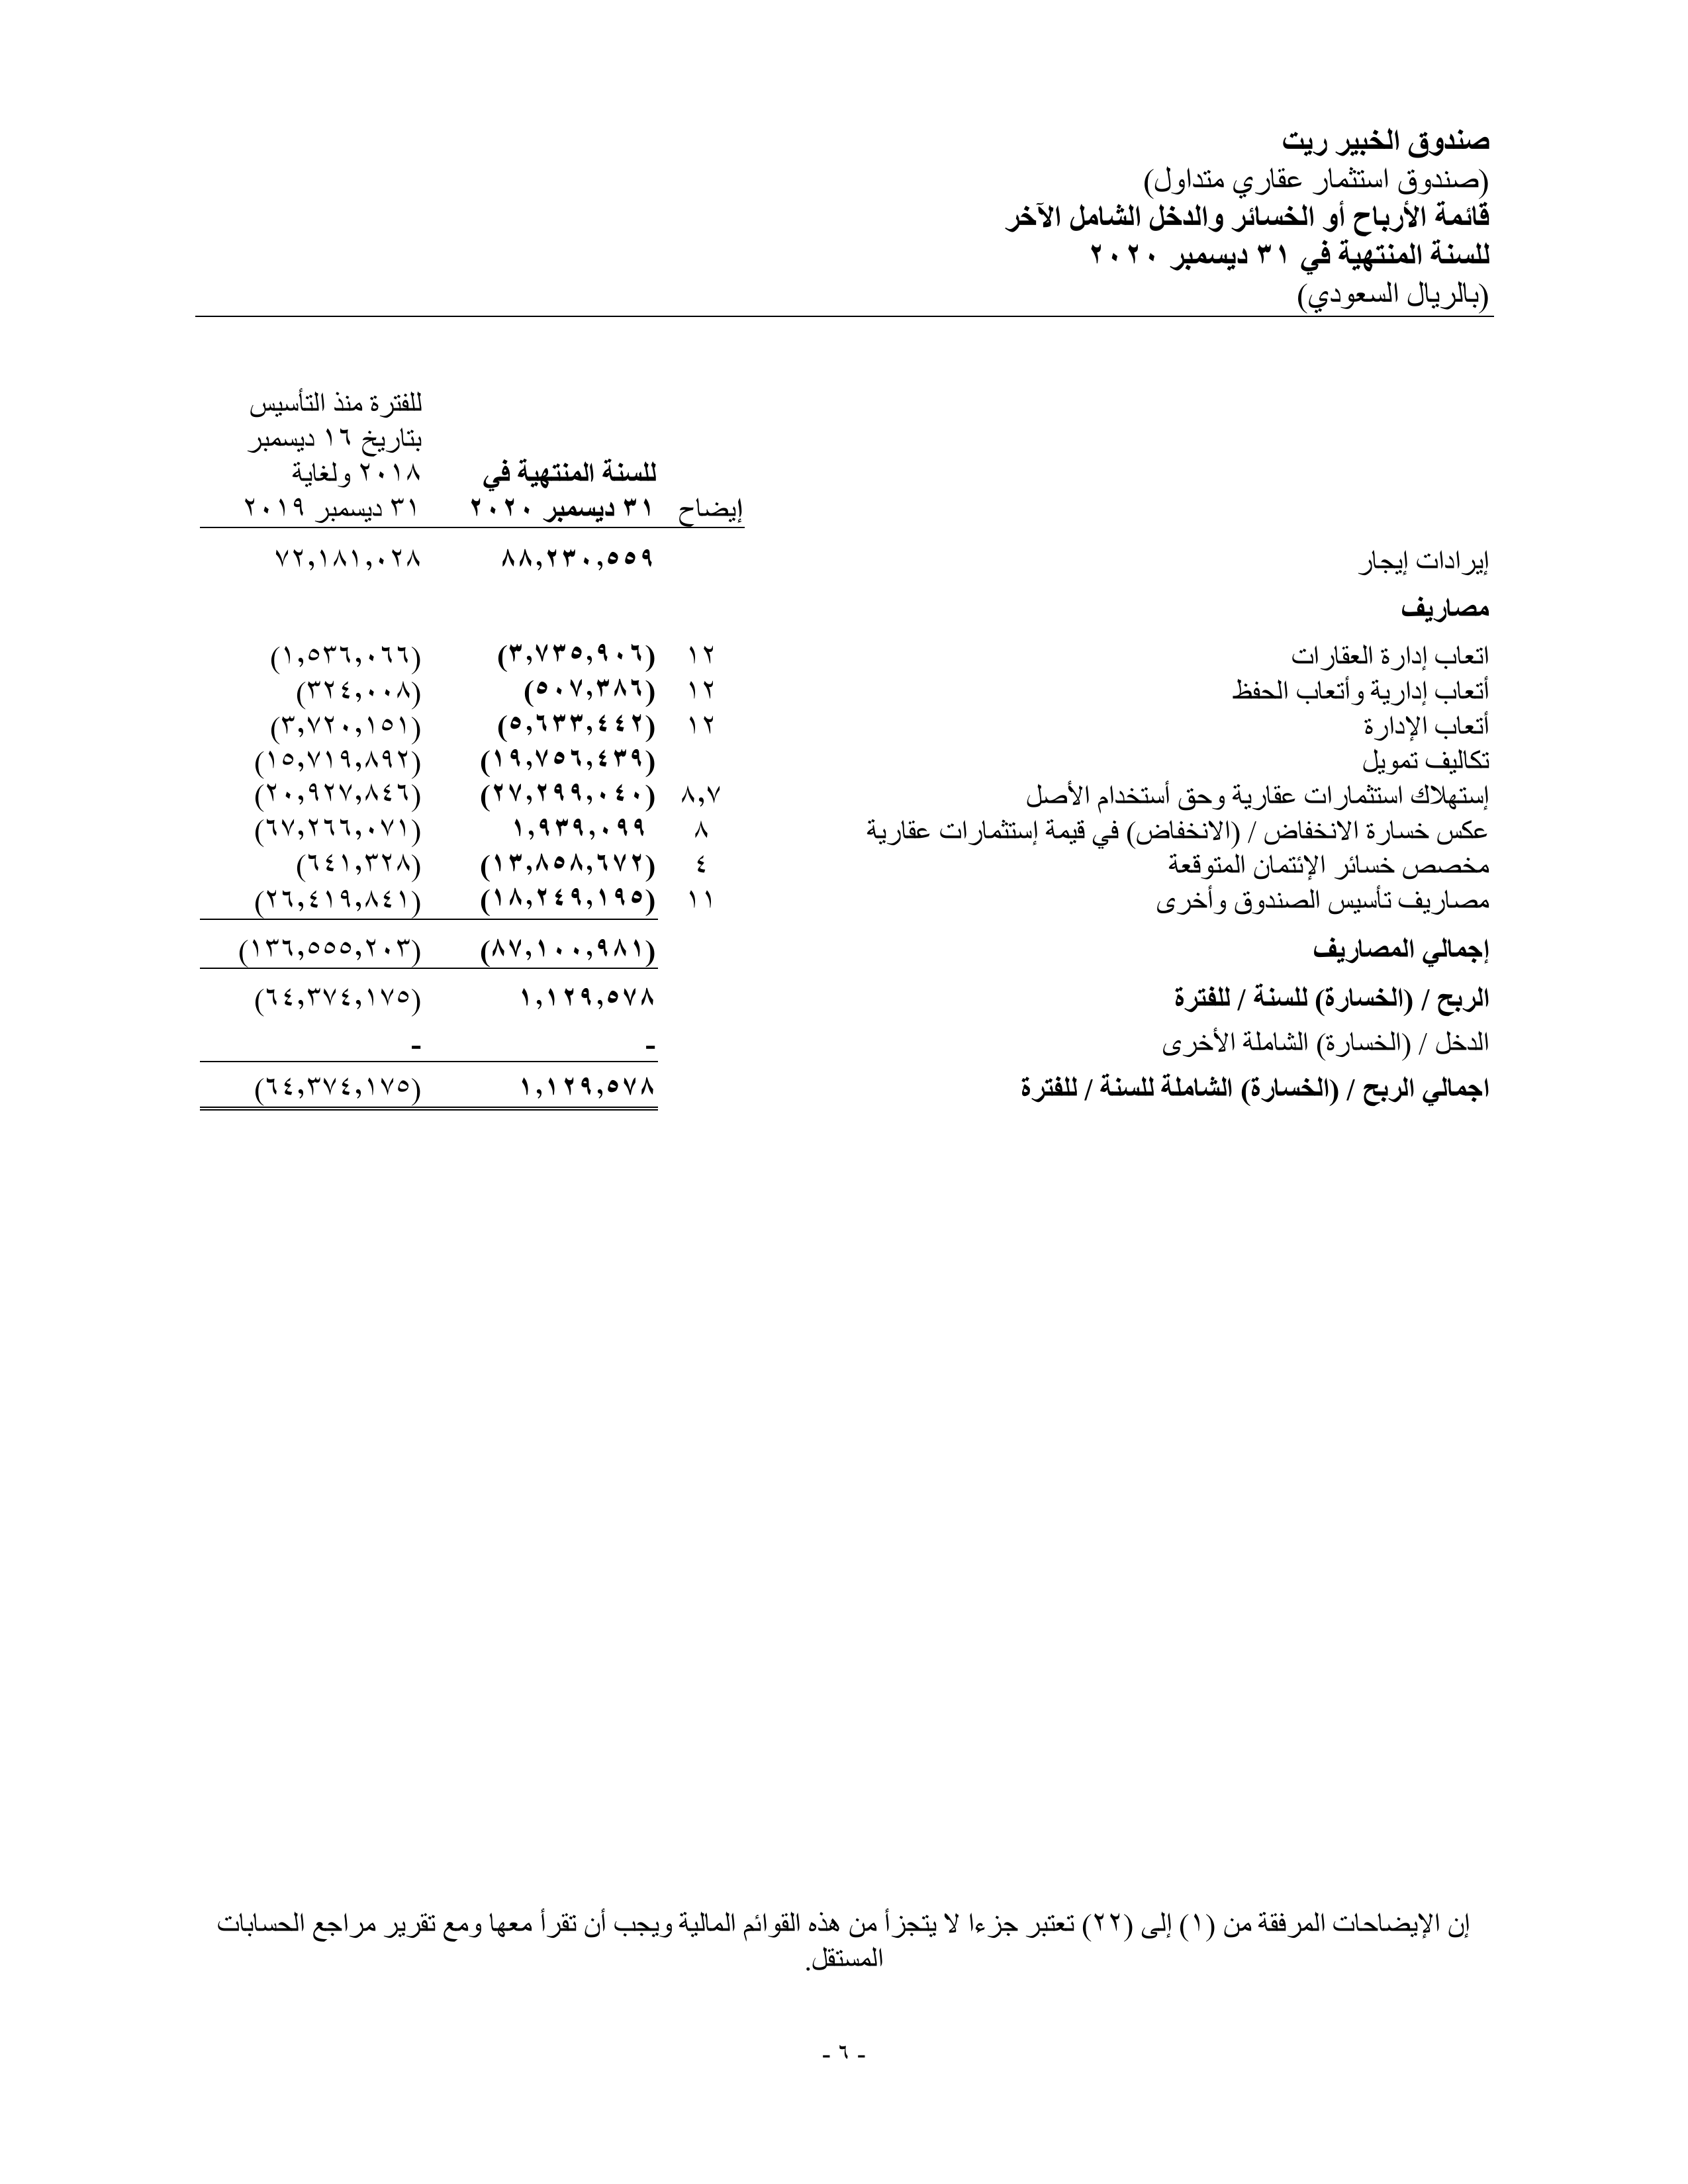 صندوق الخبير ريت
(صندوق استثمار عقاري متداول)
قائمة الأرباح أو الخسائر والدخل الشامل الآخر
للسنة المنتهية في ٣١ ديسمبر ٢٠٢٠
(بالريال السعودي)
للفترة منذ التأسيس
بتاريخ ١٦ ديسمبر
للسنة المنتهية في ٢٠١٨ ولغاية
إيضاح ٣١ ديسمبر ٢٠٢٠ ٣١ ديسمبر ٢٠١٩
إيرادات إيجار ٨٨,٢٣٠,٥٥٩ ٧٢,١٨١,٠٢٨
مصاريف
اتعاب إدارة العقارات ١٢ (٣,٧٣٥,٩٠٦) (١,٥٣٦,٠٦٦)
أتعاب إدارية وأتعاب الحفظ ١٢ (٥٠٧,٣٨٦) (٣٢٤,٠٠٨)
أتعاب الإدارة ١٢ (٥,٦٣٣,٤٤٢) (٣,٧٢٠,١٥١)
تكاليف تمويل (١٩,٧٥٦,٤٣٩) (١٥,٧١٩,٨٩٢)
إستهلاك استثمارات عقارية وحق أستخدام الأصل ٨,٧ (٢٧,٢٩٩,٠٤٠) (٢٠,٩٢٧,٨٤٦)
عكس خسارة الانخفاض / (الانخفاض) في قيمة إستثمارات عقارية ٨ ١,٩٣٩,٠٩٩ (٦٧,٢٦٦,٠٧١)
مخصص خسائر الإئتمان المتوقعة ٤ (١٣,٨٥٨,٦٧٢) (٦٤١,٣٢٨)
مصاريف تأسيس الصندوق وأخرى ١١ (١٨,٢٤٩,١٩٥) (٢٦,٤١٩,٨٤١)
إجمالي المصاريف (٨٧,١٠٠,٩٨١) (١٣٦,٥٥٥,٢٠٣)
الربح / (الخسارة) للسنة / للفترة ١,١٢٩,٥٧٨ (٦٤,٣٧٤,١٧٥)
الدخل / (الخسارة) الشاملة الأخرى - -
اجمالي الربح / (الخسارة) الشاملة للسنة / للفترة ١,١٢٩,٥٧٨ (٦٤,٣٧٤,١٧٥)
إن الإيضاحات المرفقة من (١) إلى (٢٢) تعتبر جزءا لا يتجزأ من هذه القوائم المالية ويجب أن تقرأ معها ومع تقرير مراجع الحسابات
المستقل.
- ٦ -